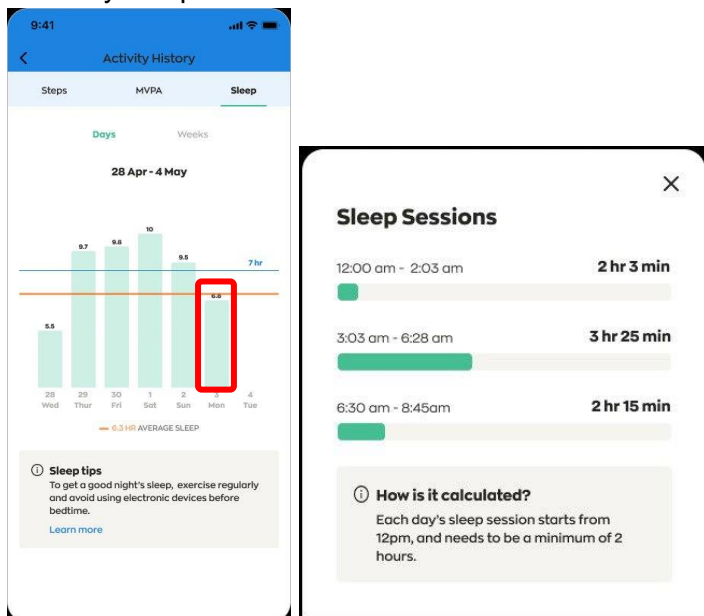 9:41
Activity History
Steps MVPA Sleep
Days Weeks
28 Apr - 4 May
10
9.7 9.8
9.5
7 hr
6.8
5.5
28 29 30 1 2 3 4
Wed Thur Fri Sat Sun Mon Tue
6.3 HR AVERAGE SLEEP
Sleep tips
To get a good night's sleep, exercise regularly
and avoid using electronic devices before
bedtime.
Learn more
Sleep Sessions
12:00 am - 2:03 am 2 hr 3 min
3:03 am - 6:28 am 3 hr 25 min
6:30 am - 8:45am 2 hr 15 min
How is it calculated?
Each day's sleep session starts from
12pm, and needs to be a minimum of 2
hours.